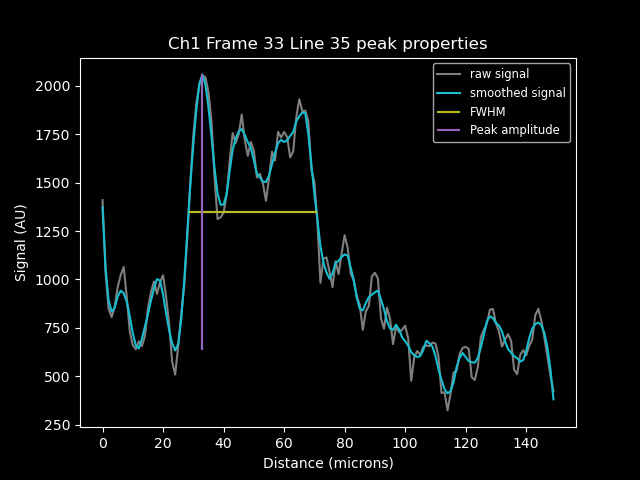 Ch1 Frame 33 Line 35 peak properties
raw signal
smoothed signal
FWHM
Peak amplitude
Signal (AU)
2000
1750
1500
1250
1000
750
500
250
0 20 40 60 80 100 120 140
Distance (microns)